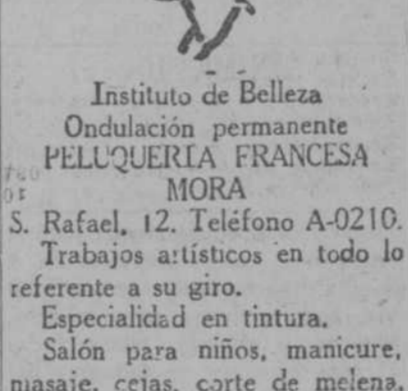 Instituto de Belleza
Ondulación permanente
PELUQUERIA FRANCESA
MORA
S. Rafael, 12. Teléfono A-0210.
Trabajos artísticos en todo lo
referente a su giro.
Especialidad en tintura.
Salón para niños, manicure,
masaje, cejas, corte de melena,